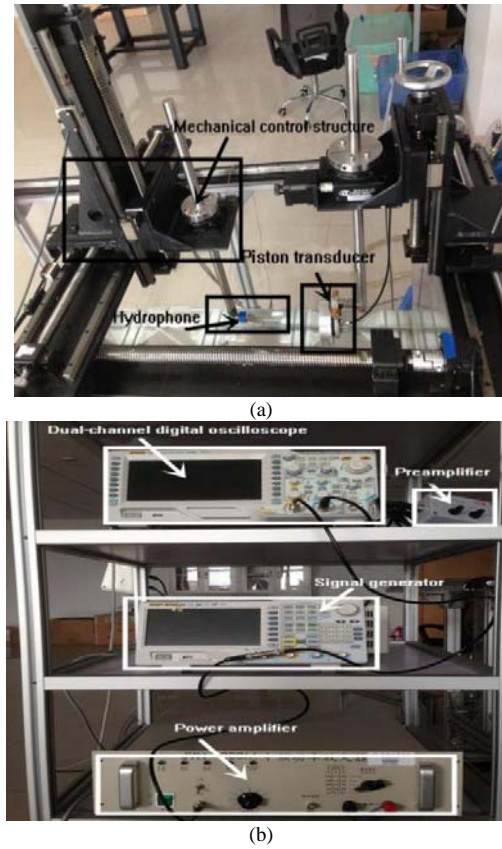 Mechanical control structure
Piston transducer
Hydrophone
(a)
Dual-channel digital oscilloscope
Preamplifier
Signal generator
Power amplifier
(b)